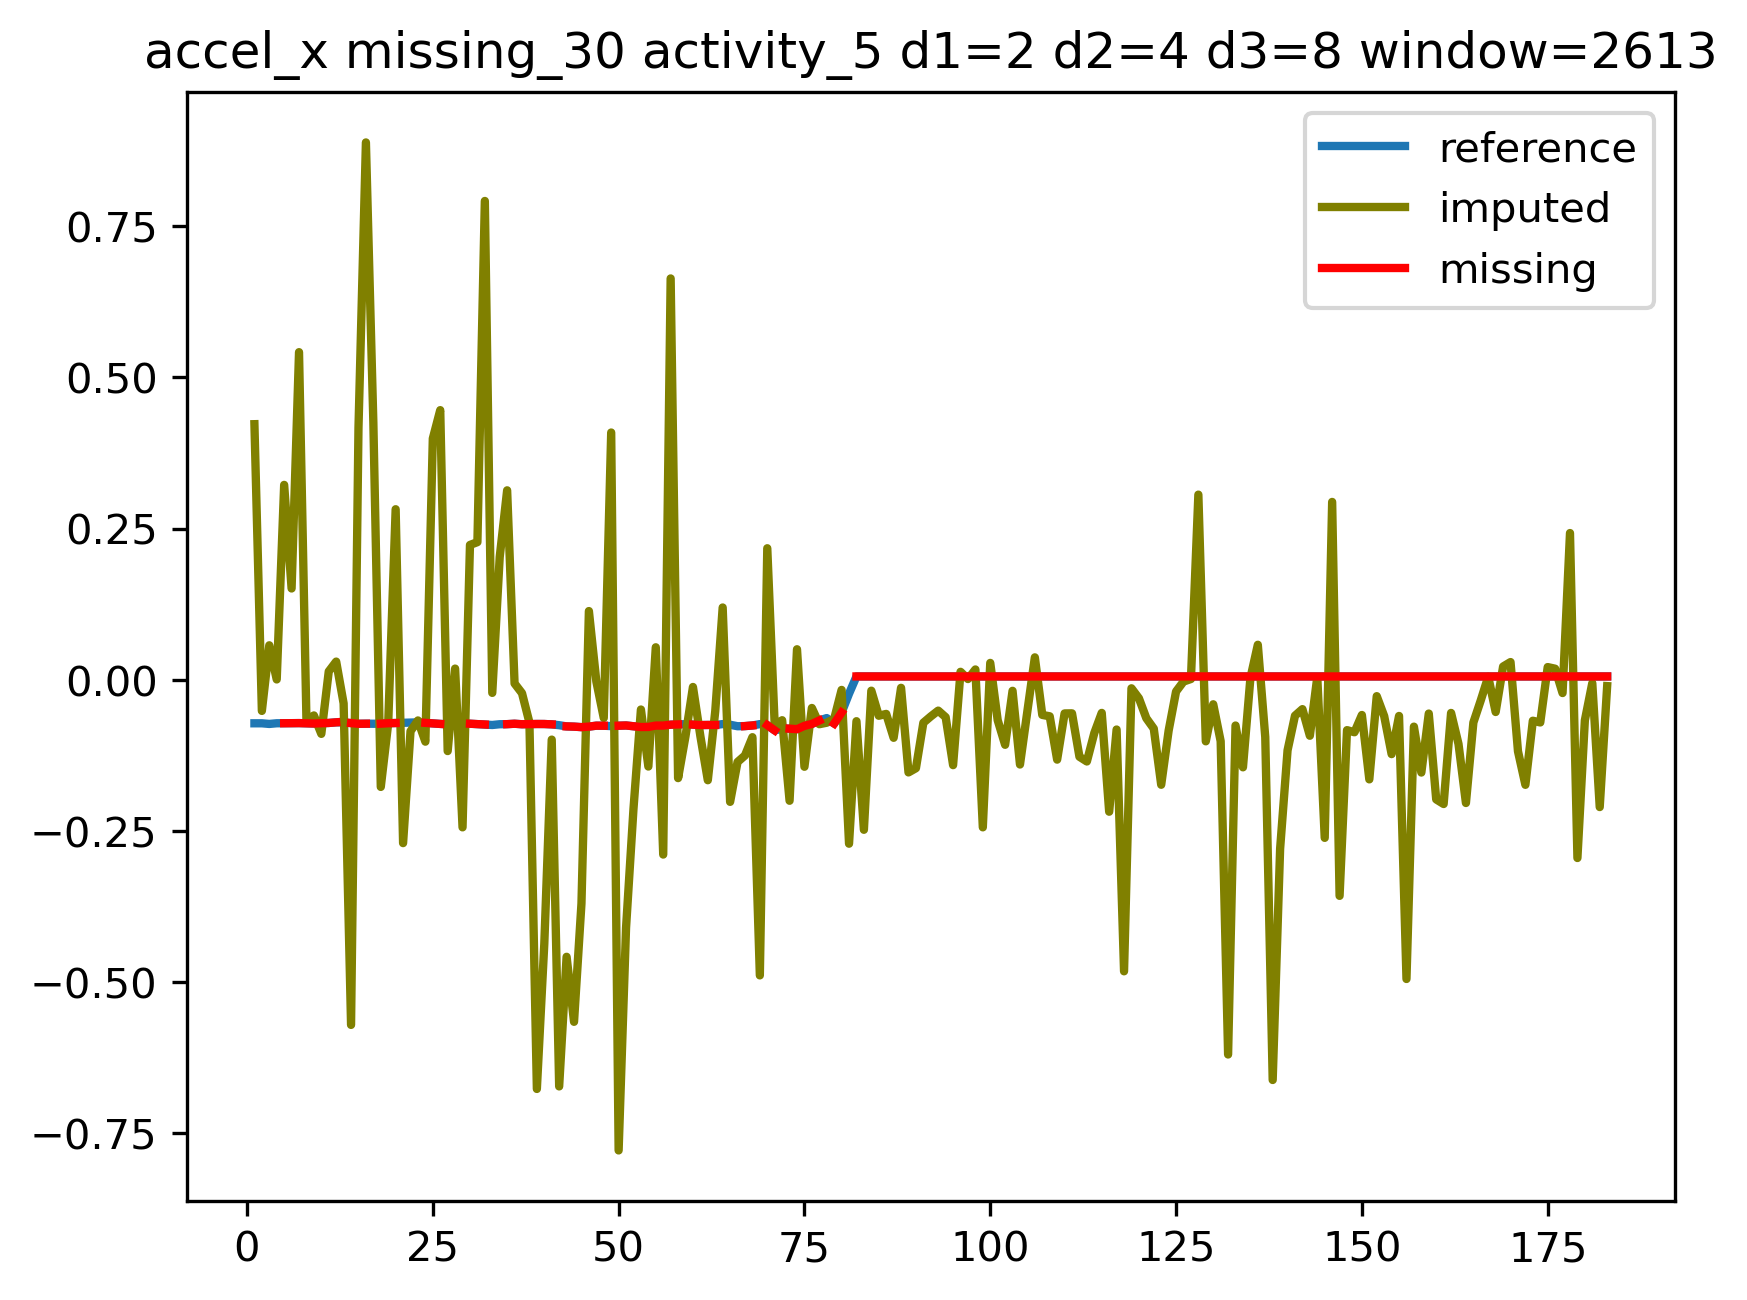 accel_x missing_30 activity_5 d1=2 d2=4 d3=8 window=2613
reference
imputed
missing
0.75
0.50
0.25
0.00
−0.25
−0.50
−0.75
0 25 50 75 100 125 150 175